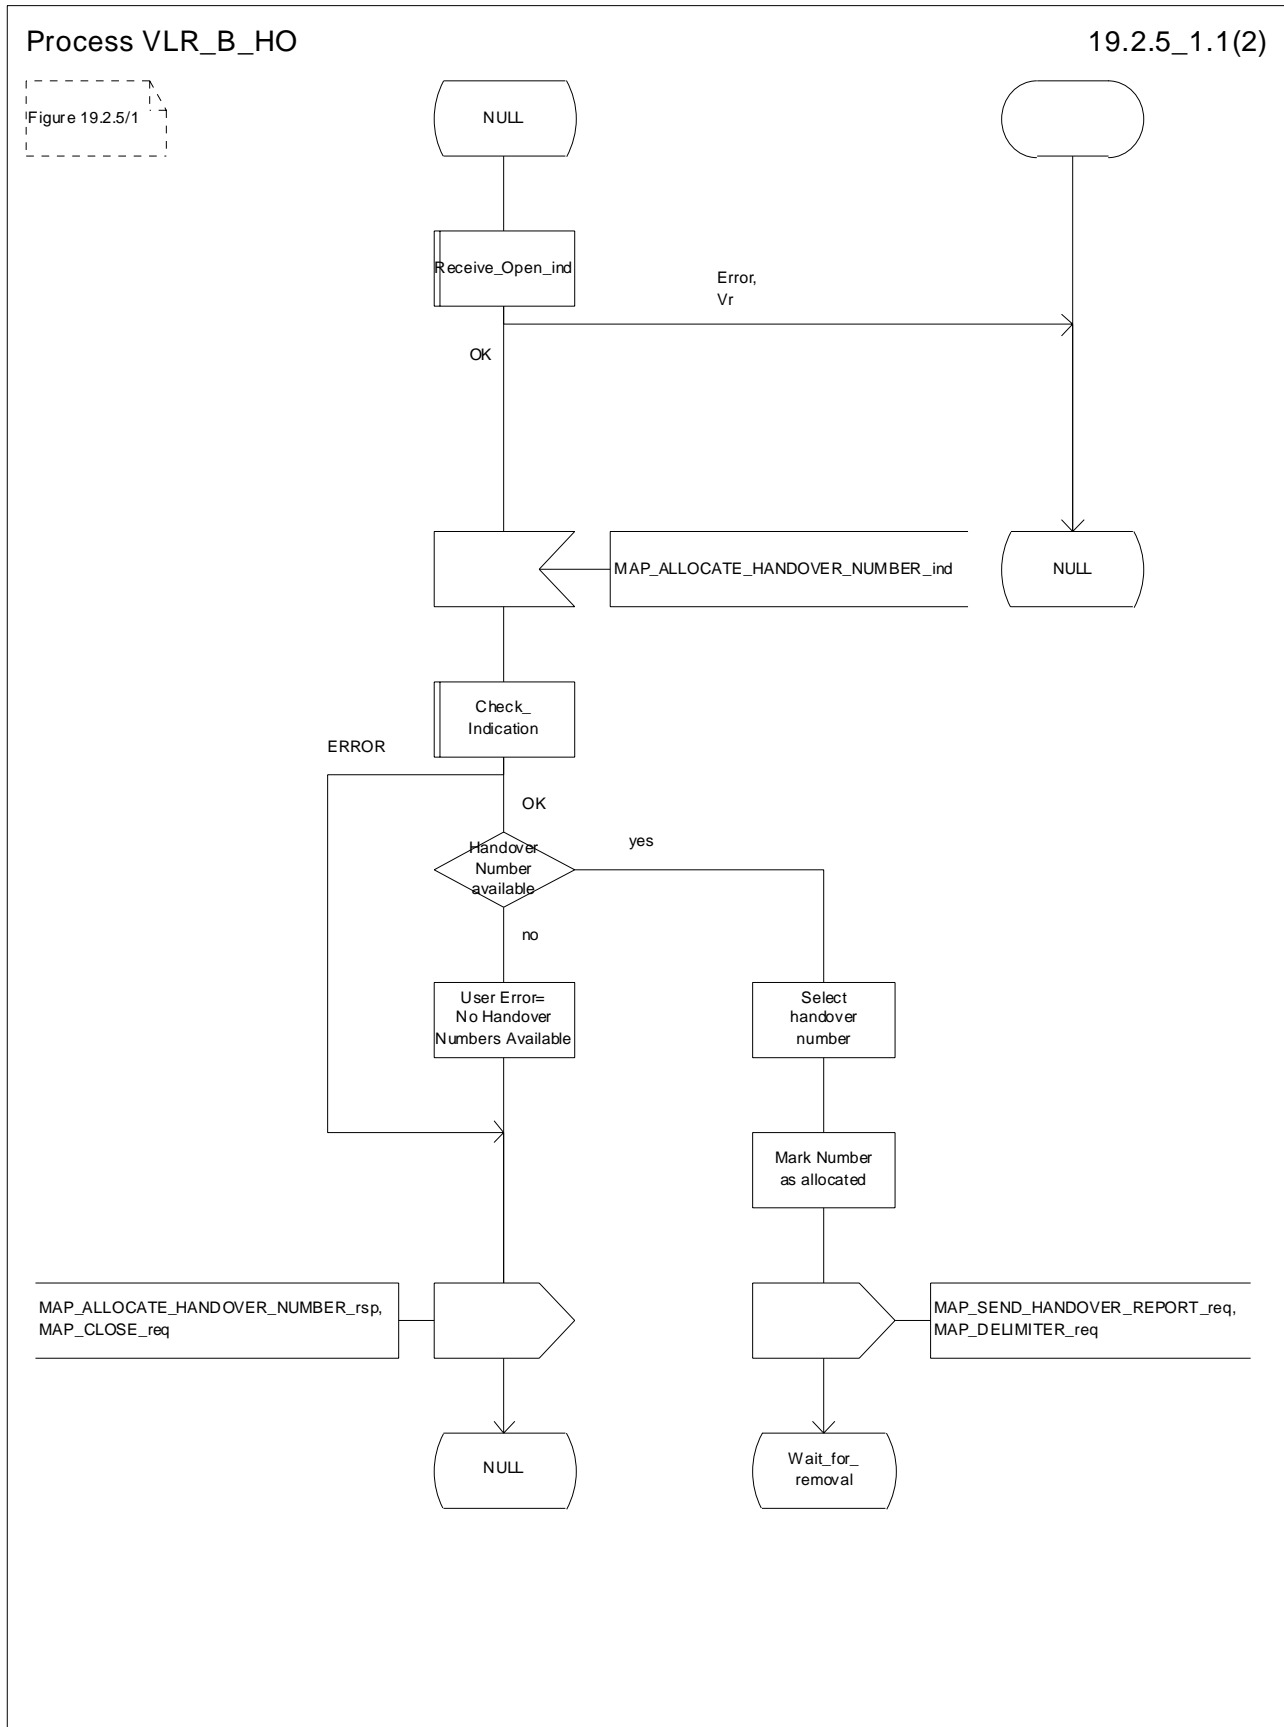 Process VLR_B_HO
19.2.5_1.1(2)
Figure 19.2.5/1
NULL
Receive_Open_ind
Error,
Vr
OK
MAP_ALLOCATE_HANDOVER_NUMBER_ind
NULL
Check_
Indication
ERROR
OK
Handover
Number
available
yes
no
User Error=
No Handover
Numbers Available
Select
handover
number
Mark Number
as allocated
MAP_ALLOCATE_HANDOVER_NUMBER_rsp,
MAP_CLOSE_req
MAP_SEND_HANDOVER_REPORT_req,
MAP_DELIMITER_req
NULL
Wait_for_
removal